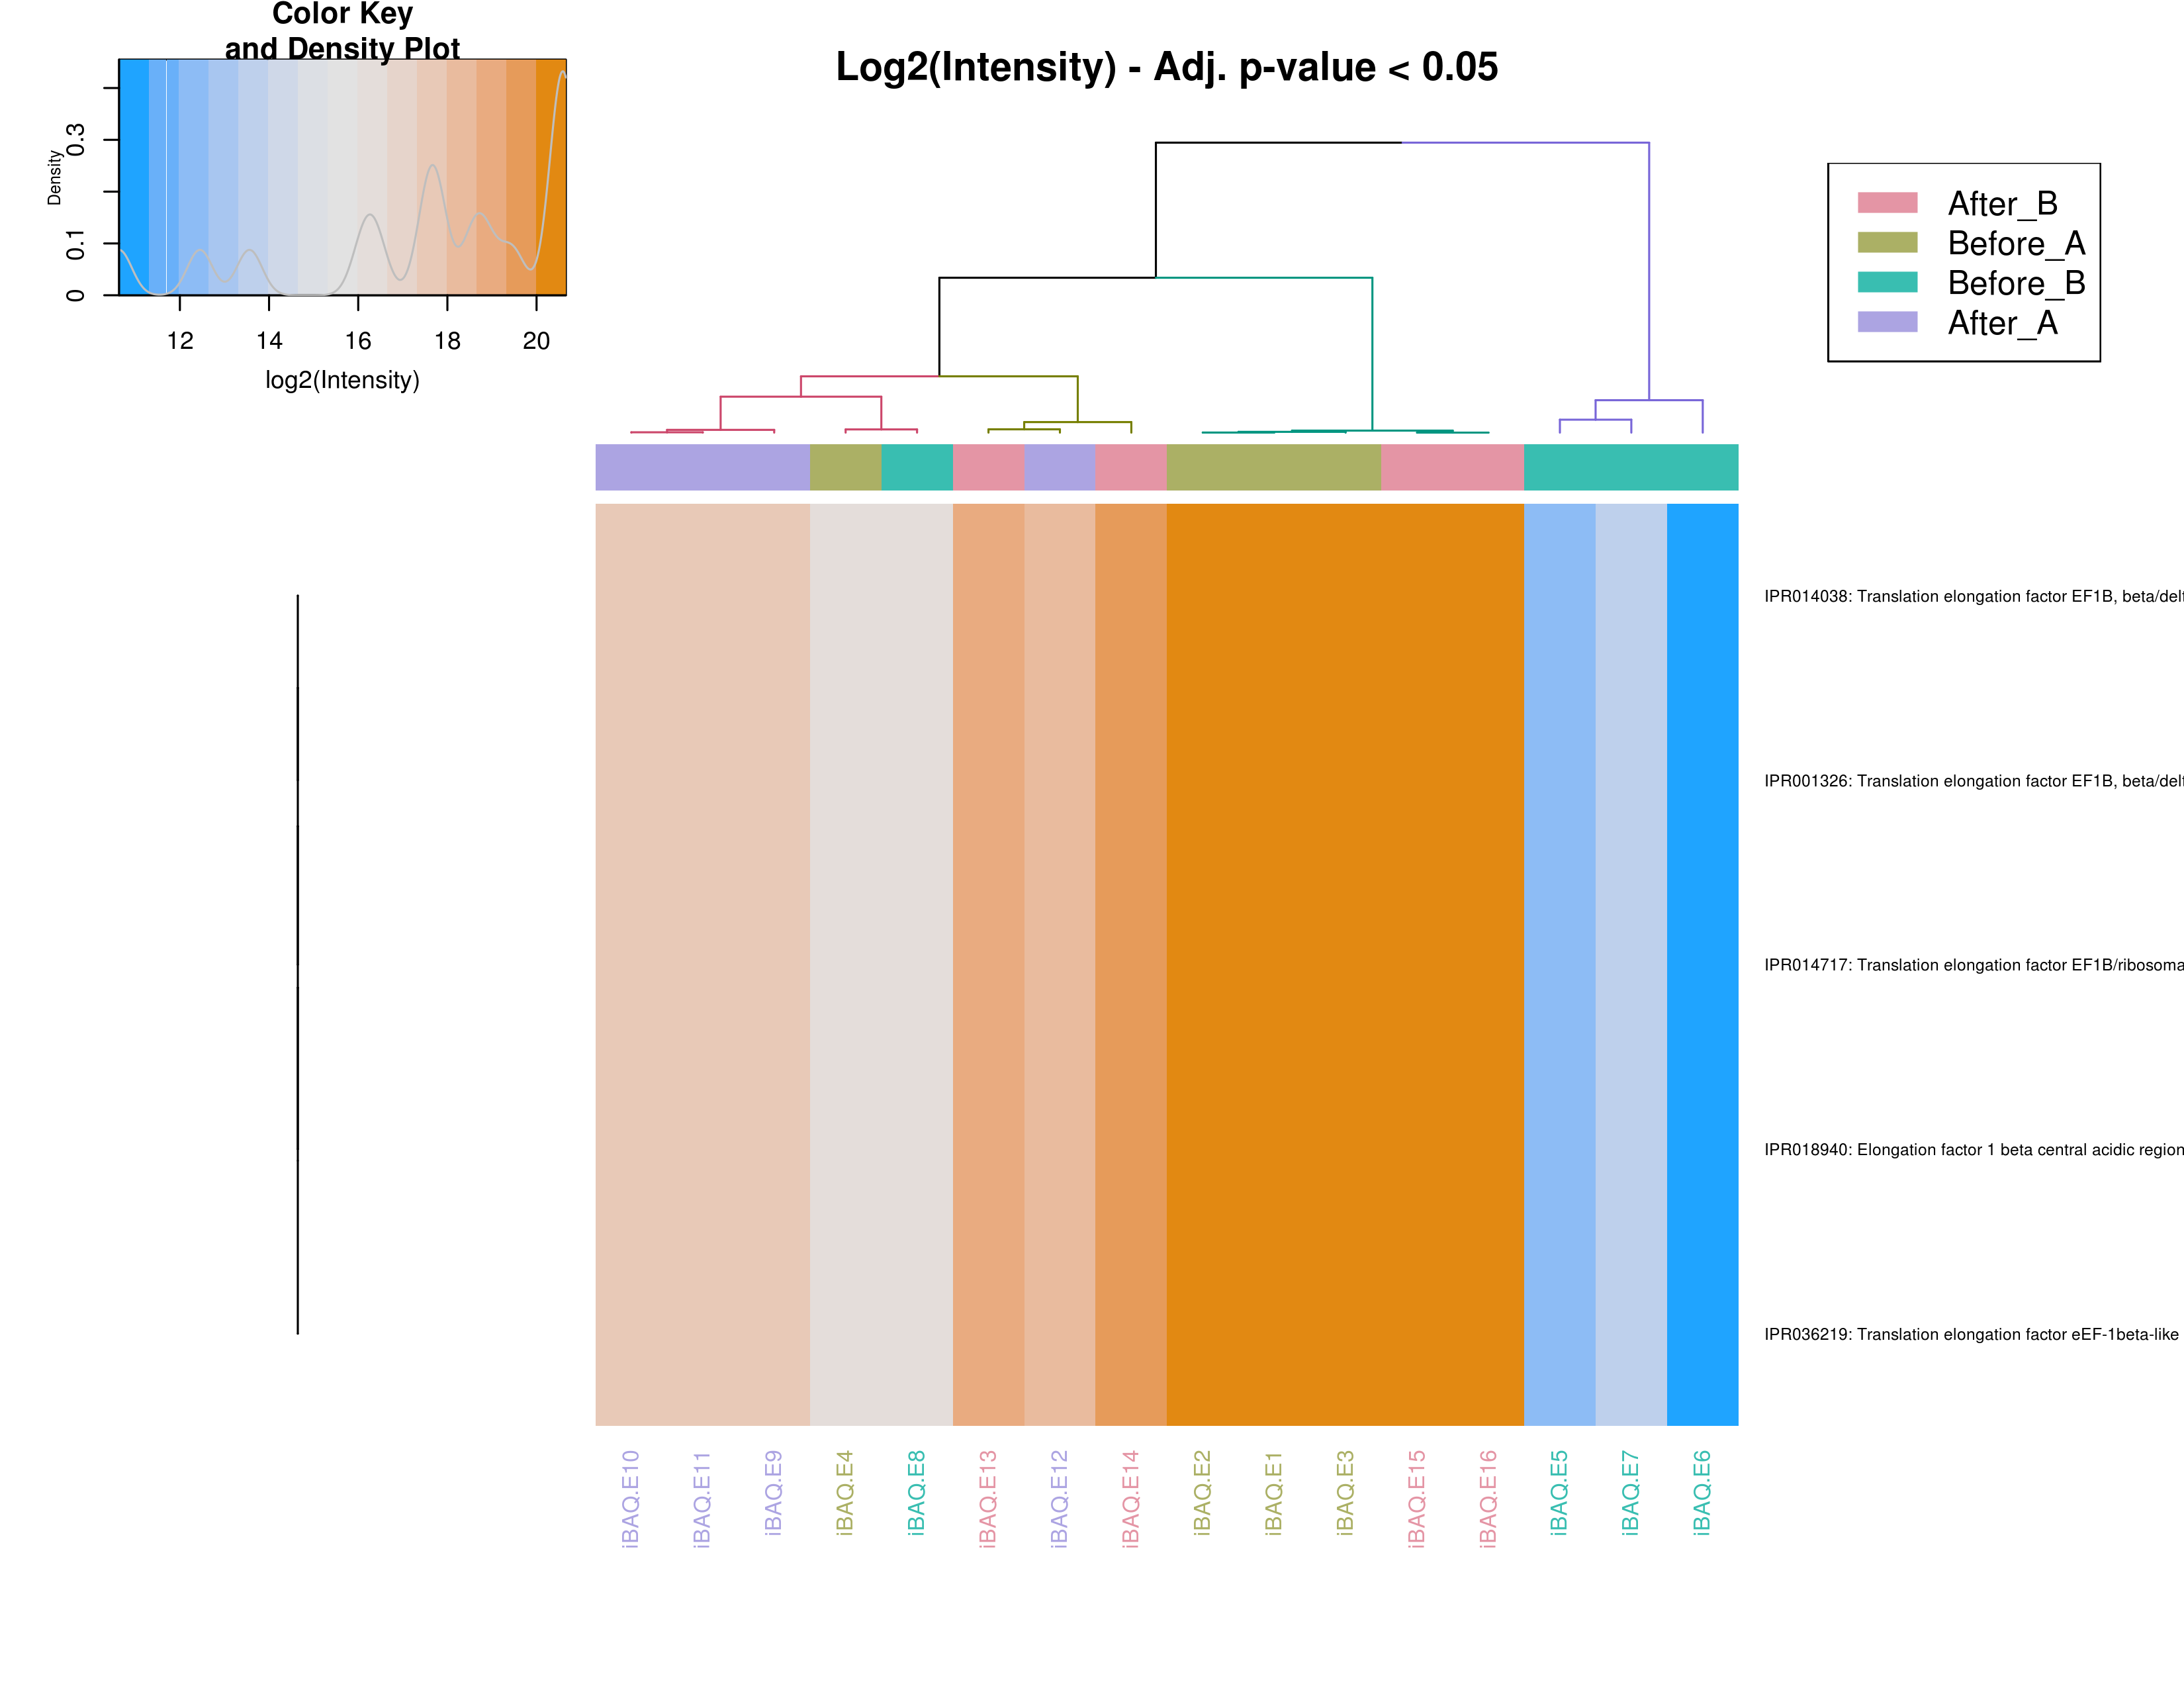 Color Key
and Density Plot
Log2(Intensity) - Adj. p-value < 0.05
Density
0
0.1
0.3
12 14 16 18 20
log2(Intensity)
After_B
Before_A
Before_B
After_A
IPR014038: Translation elongation factor EF1B, beta/delt
IPR001326: Translation elongation factor EF1B, beta/delt
IPR014717: Translation elongation factor EF1B/ribosoma
IPR018940: Elongation factor 1 beta central acidic region
IPR036219: Translation elongation factor eEF-1beta-like
iBAQ.E10
iBAQ.E11
iBAQ.E9
iBAQ.E4
iBAQ.E8
iBAQ.E13
iBAQ.E12
iBAQ.E14
iBAQ.E2
iBAQ.E1
iBAQ.E3
iBAQ.E15
iBAQ.E16
iBAQ.E5
iBAQ.E7
iBAQ.E6